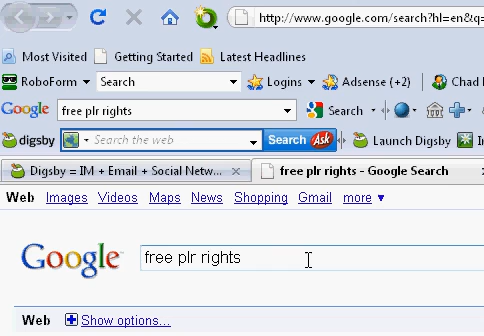 http://www.google.com/search?hl=en&q=
Most Visited Getting Started Latest Headlines
RoboForm Search Logins Adsense (+2) Chad
Google free plr rights Search
digsby Search the web Search Ask Launch Digsby
Digsby = IM + Email + Social Netw... free plr rights - Google Search
Web Images Videos Maps News Shopping Gmail more
Google free plr rights
Web Show options...